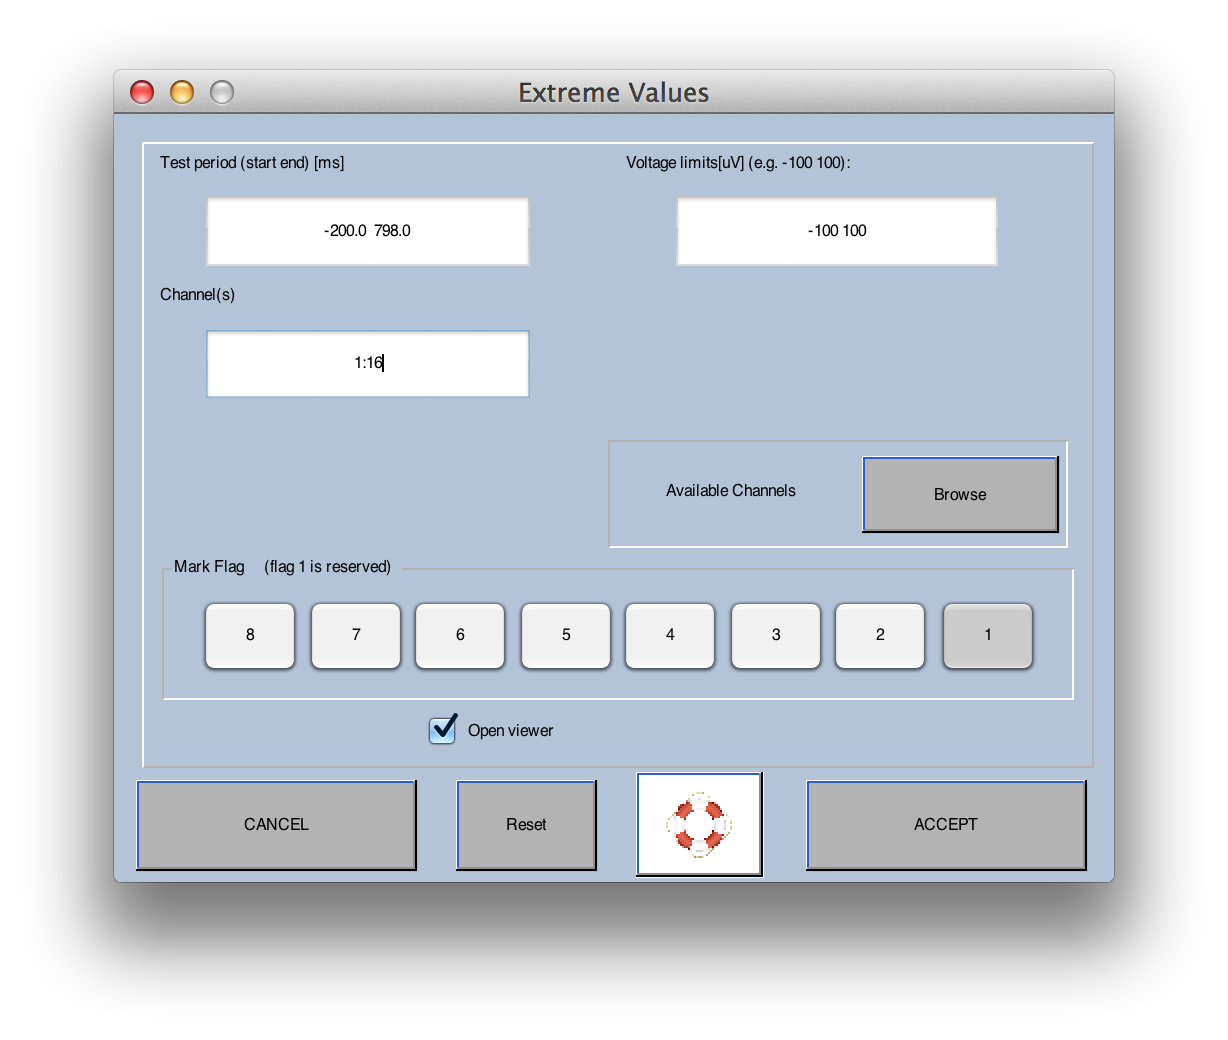 Extreme Values
Test period (start end) [ms]
Voltage limits[uV] (e.g. -100 100):
-200.0  798.0
-100 100
Channel(s)
1:16
Available Channels
Browse
Mark Flag    (flag 1 is reserved)
8 7 6 5 4 3 2 1
Open viewer
CANCEL
Reset
ACCEPT